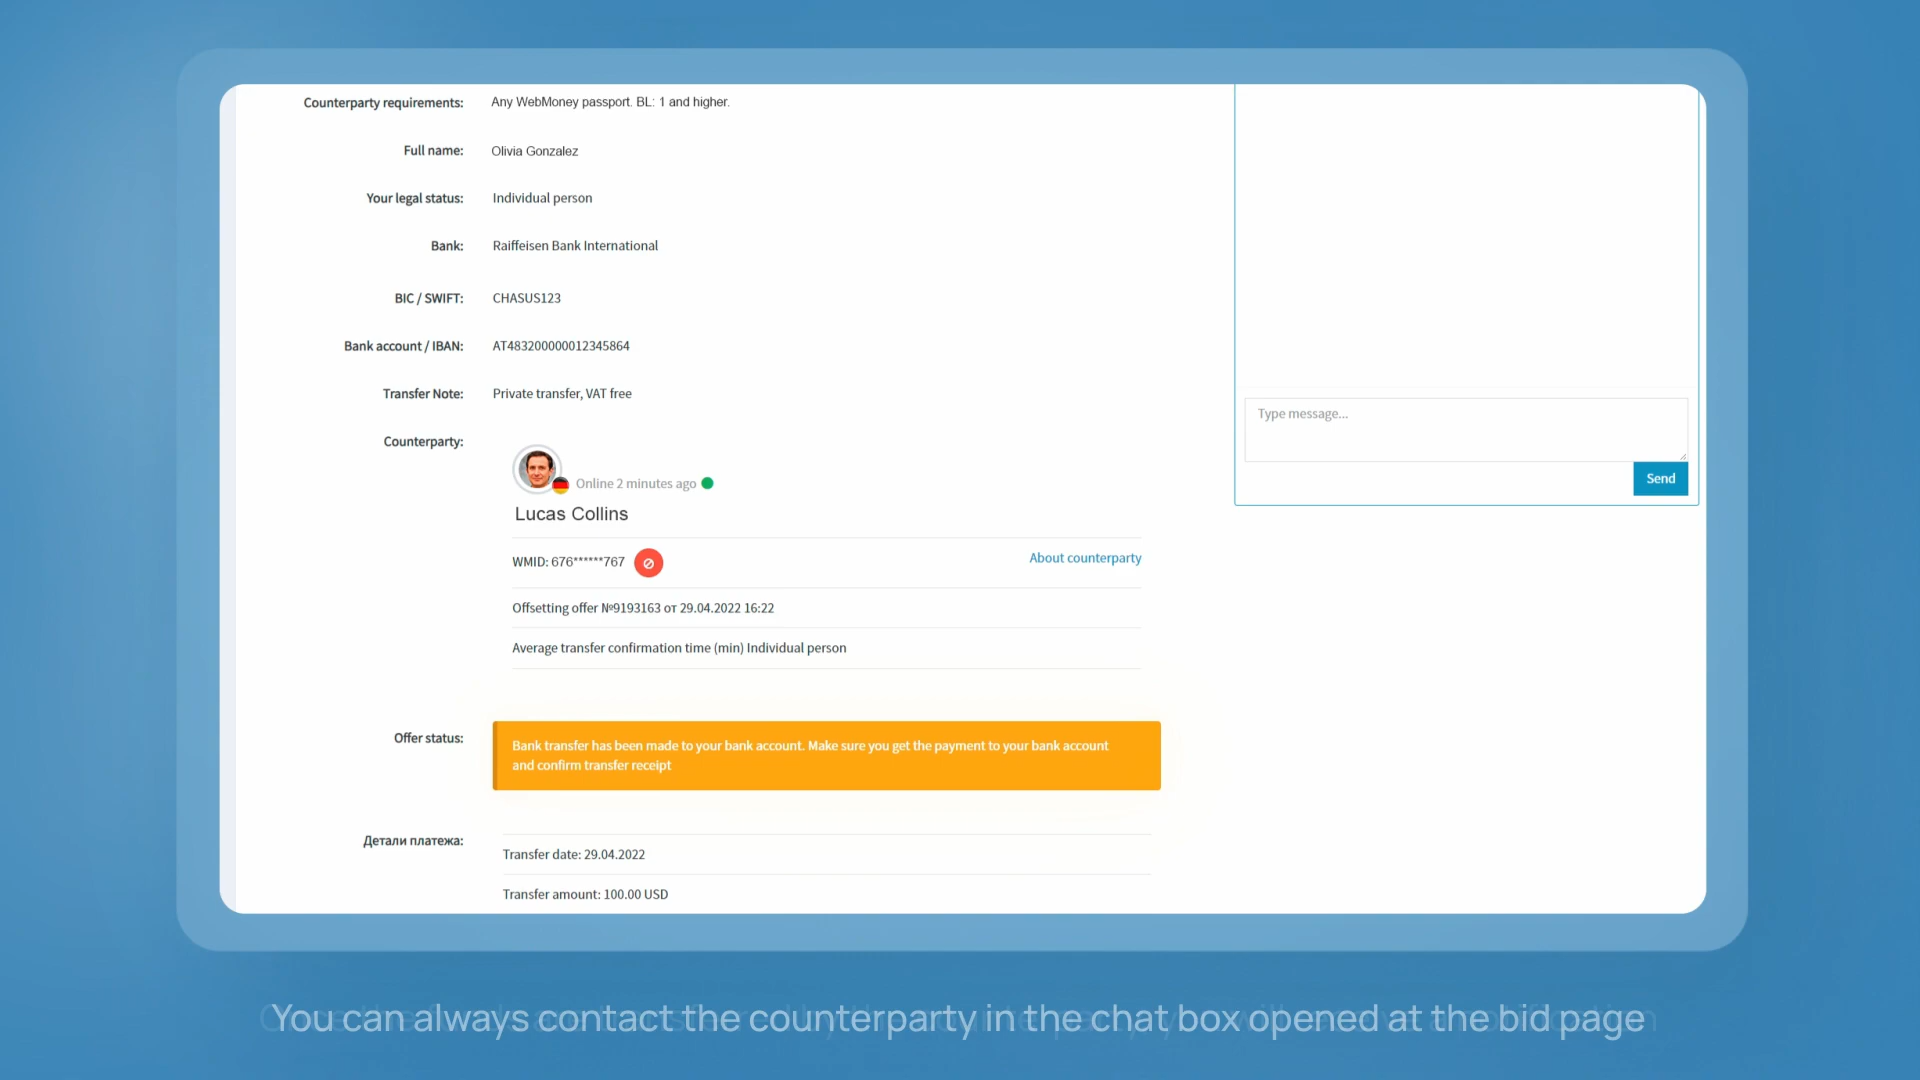 Counterparty requirements: Any WebMoney passport. BL: 1 and higher.
Full name: Olivia Gonzalez
Your legal status: Individual person
Bank: Raiffeisen Bank International
BIC / SWIFT: CHASUS123
Bank account / IBAN: AT483200000012345864
Transfer Note: Private transfer, VAT free
Counterparty:
Online 2 minutes ago
Lucas Collins
WMID: 676******767
About counterparty
Offsetting offer №9193163 от 29.04.2022 16:22
Average transfer confirmation time (min) Individual person
Offer status:
Bank transfer has been made to your bank account. Make sure you get the payment to your bank account
and confirm transfer receipt
Детали платежа:
Transfer date: 29.04.2022
Transfer amount: 100.00 USD
Type message...
Send
You can always contact the counterparty in the chat box opened at the bid page